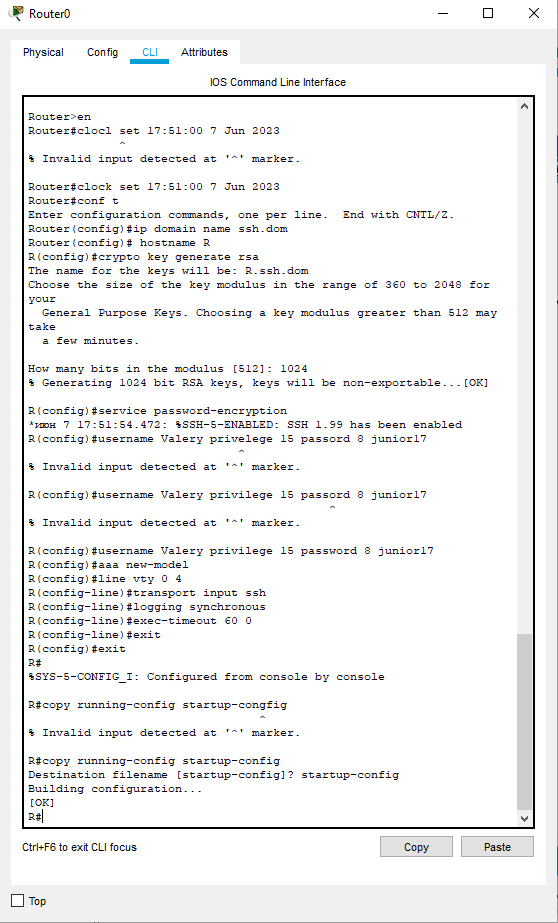 Router0
Physical Config CLI Attributes
IOS Command Line Interface
Router>en
Router#clocl set 17:51:00 7 Jun 2023
^
% Invalid input detected at '^' marker.
Router#clock set 17:51:00 7 Jun 2023
Router#conf t
Enter configuration commands, one per line.  End with CNTL/Z.
Router(config)#ip domain name ssh.dom
Router(config)# hostname R
R(config)#crypto key generate rsa
The name for the keys will be: R.ssh.dom
Choose the size of the key modulus in the range of 360 to 2048 for
your
General Purpose Keys. Choosing a key modulus greater than 512 may
take
a few minutes.
How many bits in the modulus [512]: 1024
% Generating 1024 bit RSA keys, keys will be non-exportable...[OK]
R(config)#service password-encryption
*июн 7 17:51:54.472: %SSH-5-ENABLED: SSH 1.99 has been enabled
R(config)#username Valery privelege 15 passord 8 junior17
^
% Invalid input detected at '^' marker.
R(config)#username Valery privilege 15 passord 8 junior17
^
% Invalid input detected at '^' marker.
R(config)#username Valery privilege 15 password 8 junior17
R(config)#aaa new-model
R(config)#line vty 0 4
R(config-line)#transport input ssh
R(config-line)#logging synchronous
R(config-line)#exec-timeout 60 0
R(config-line)#exit
R(config)#exit
R#
%SYS-5-CONFIG_I: Configured from console by console
R#copy running-config startup-congfig
^
% Invalid input detected at '^' marker.
R#copy running-config startup-config
Destination filename [startup-config]? startup-config
Building configuration...
[OK]
R#
Ctrl+F6 to exit CLI focus
Copy Paste
Top